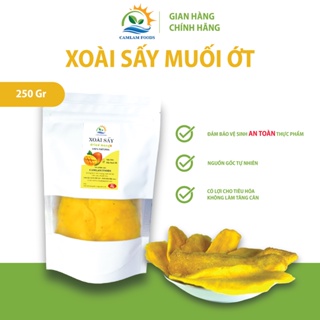 CAMLAM FOODS
GIAN HÀNG
CHÍNH HÃNG
XOÀI SẤY MUỐI ỚT
250 Gr
XOÀI SẤY
ĐẢM BẢO VỆ SINH AN TOÀN THỰC PHẨM
NGUỒN GỐC TỰ NHIÊN
CÓ LỢI CHO TIÊU HÓA
KHÔNG LÀM TĂNG CÂN